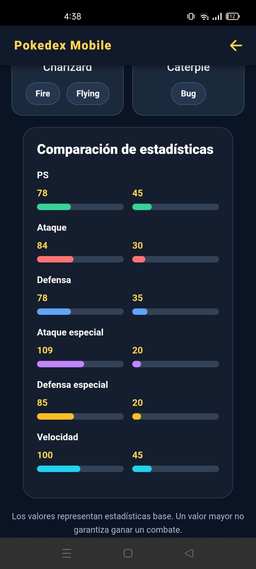 4:38
Pokedex Mobile
Charizard Caterpie
Fire Flying Bug
Comparación de estadísticas
PS
78 45
Ataque
84 30
Defensa
78 35
Ataque especial
109 20
Defensa especial
85 20
Velocidad
100 45
Los valores representan estadísticas base. Un valor mayor no
garantiza ganar un combate.